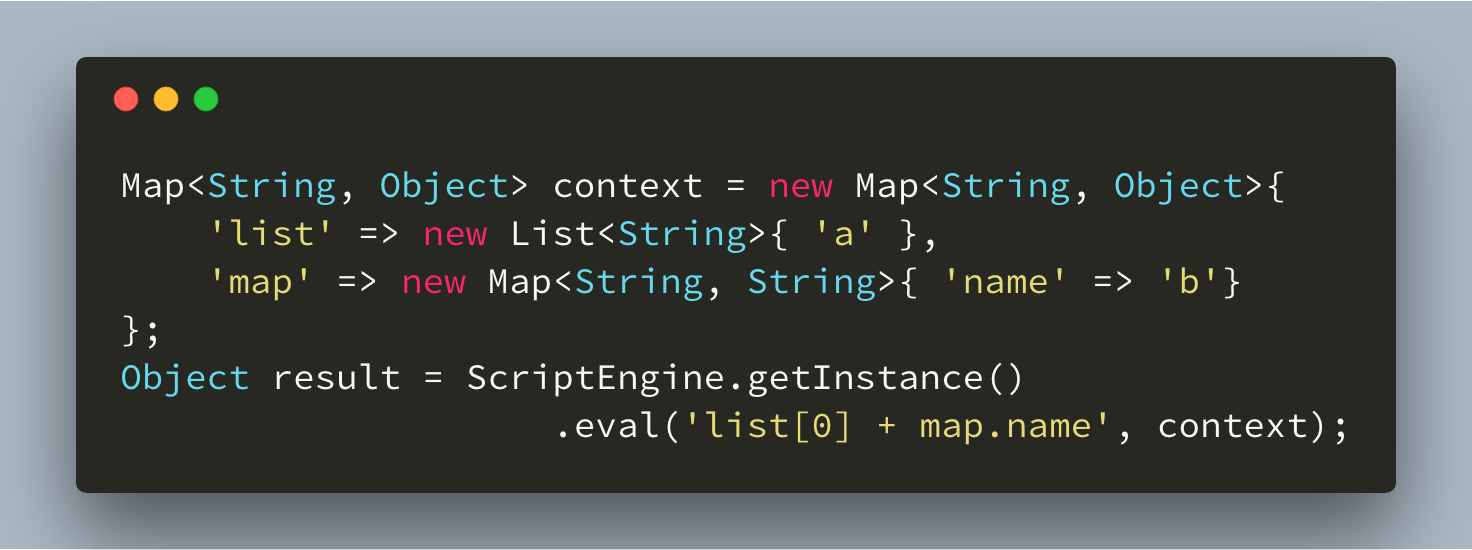 Map<String, Object> context = new Map<String, Object>{
    'list' => new List<String>{ 'a' },
    'map' => new Map<String, String>{ 'name' => 'b'}
};
Object result = ScriptEngine.getInstance()
                    .eval('list[0] + map.name', context);